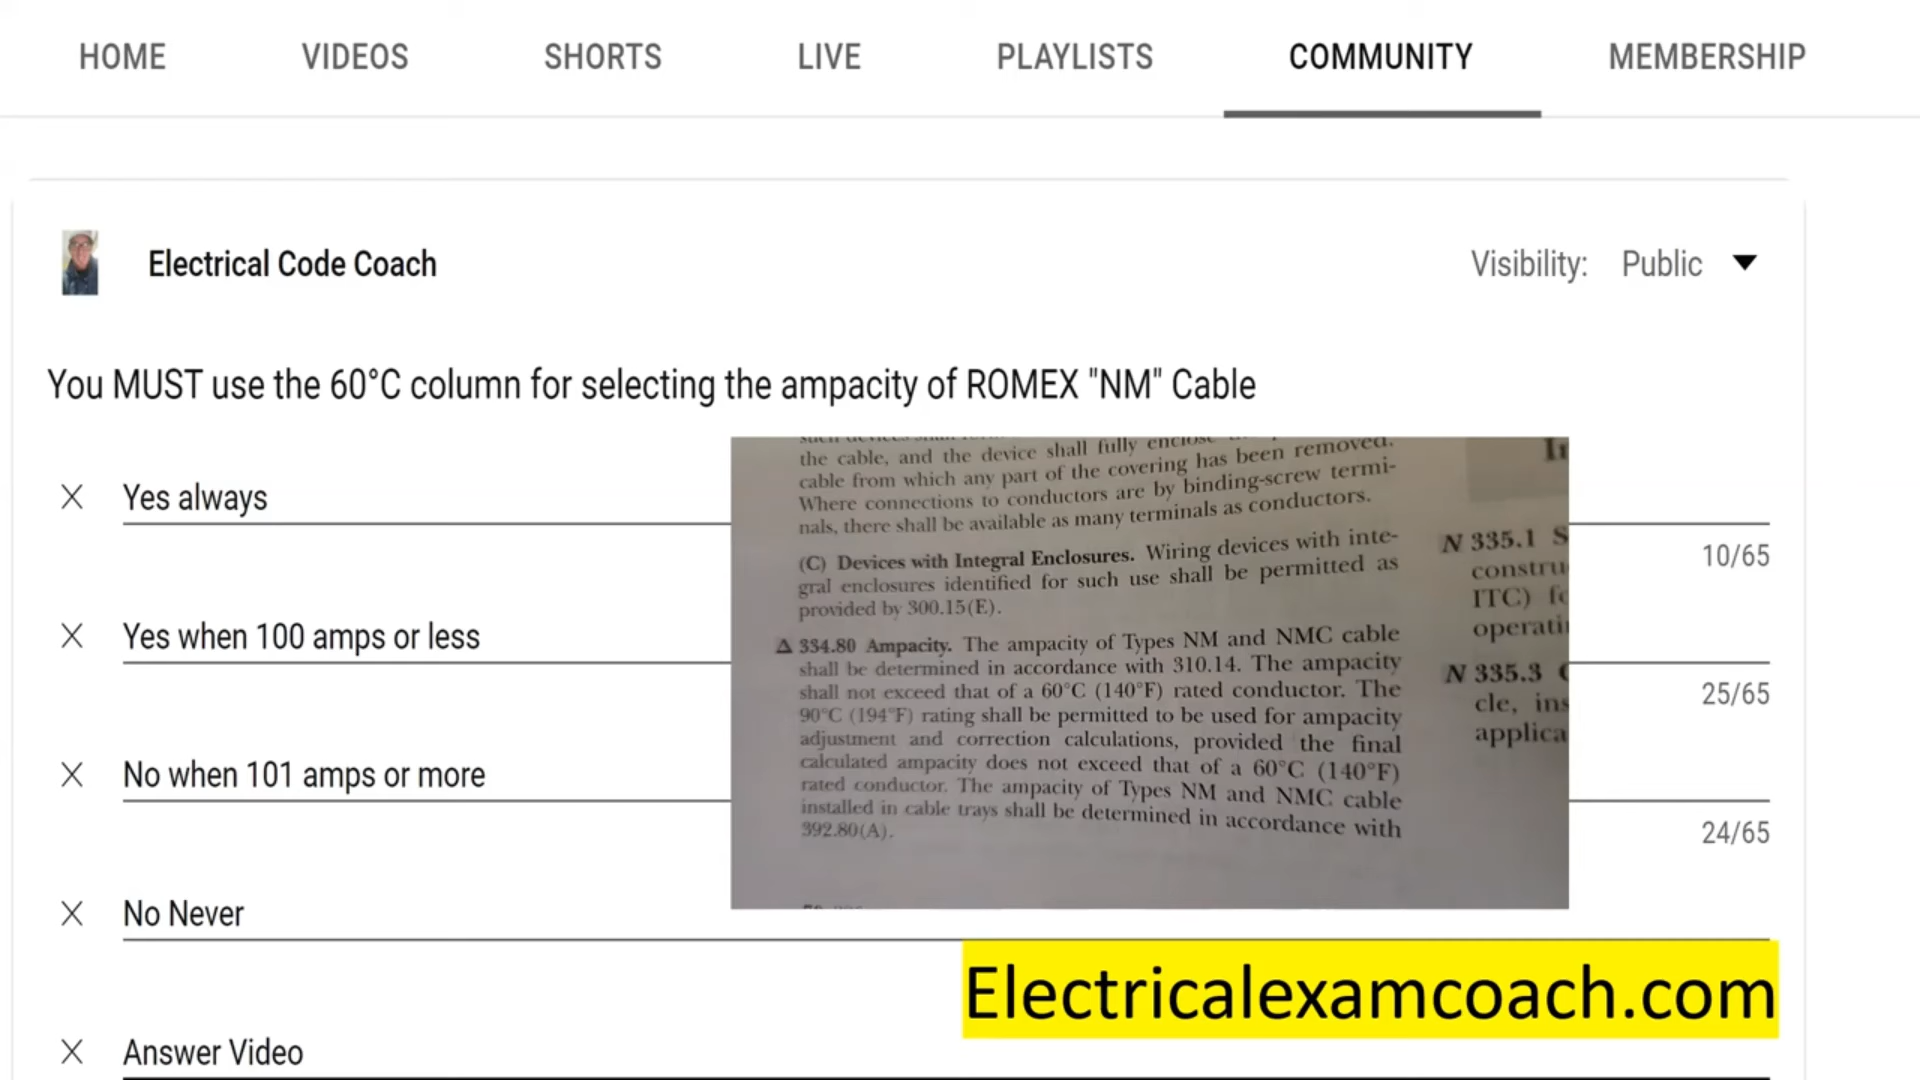 HOME VIDEOS SHORTS LIVE PLAYLISTS COMMUNITY MEMBERSHIP
Electrical Code Coach
Visibility: Public
You MUST use the 60°C column for selecting the ampacity of ROMEX "NM" Cable
Yes always
10/65
Yes when 100 amps or less
25/65
No when 101 amps or more
24/65
No Never
Answer Video
the cable, and the device shall fully enclose
cable from which any part of the covering has been removed.
Where connections to conductors are by binding-screw termi-
nals, there shall be available as many terminals as conductors.
(C) Devices with Integral Enclosures. Wiring devices with inte-
gral enclosures identified for such use shall be permitted as
provided by 300.15(E).
Δ 334.80 Ampacity. The ampacity of Types NM and NMC cable
shall be determined in accordance with 310.14. The ampacity
shall not exceed that of a 60°C (140°F) rated conductor. The
90°C (194°F) rating shall be permitted to be used for ampacity
adjustment and correction calculations, provided the final
calculated ampacity does not exceed that of a 60°C (140°F)
rated conductor. The ampacity of Types NM and NMC cable
installed in cable trays shall be determined in accordance with
392.80(A).
N 335.1 S
constru
ITC) fo
operati
N 335.3
cle, ins
applica
Electricalexamcoach.com